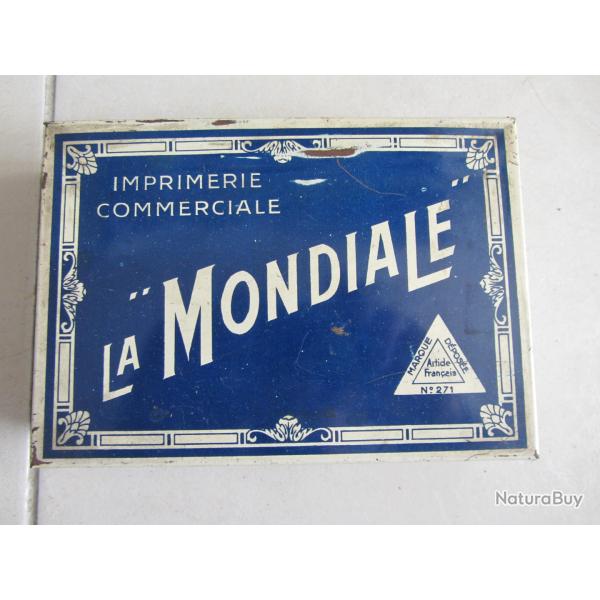 IMPRIMERIE
COMMERCIALE
LA "MONDIALE"
MARQUE DÉPOSÉE
Article
Français
N° 271
NaturaBuy